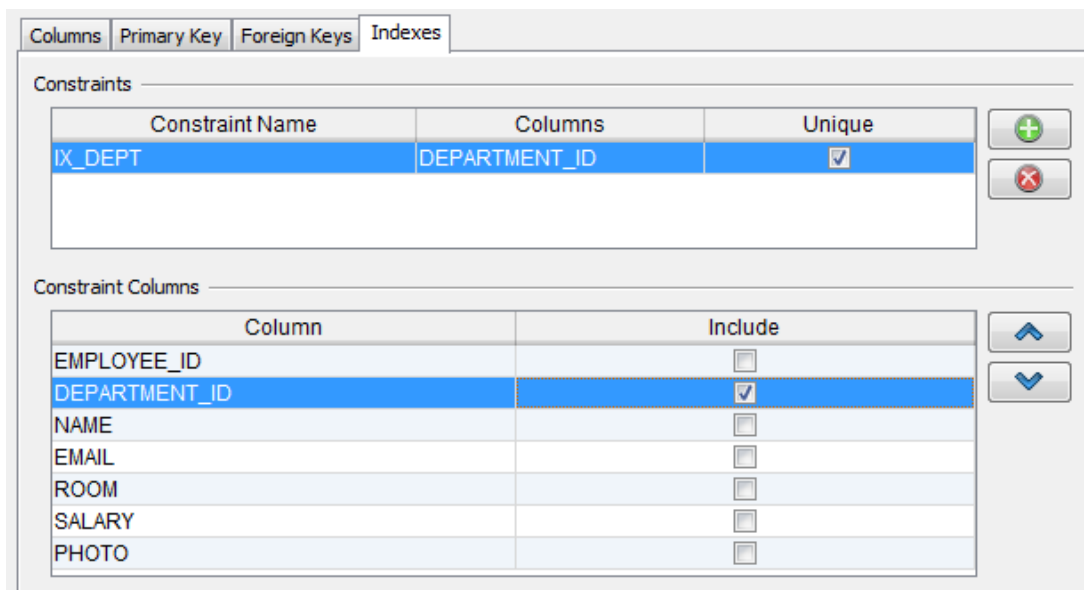 Columns Primary Key Foreign Keys Indexes
Constraints
Constraint Name Columns Unique
IX_DEPT DEPARTMENT_ID
Constraint Columns
Column Include
EMPLOYEE_ID
DEPARTMENT_ID
NAME
EMAIL
ROOM
SALARY
PHOTO